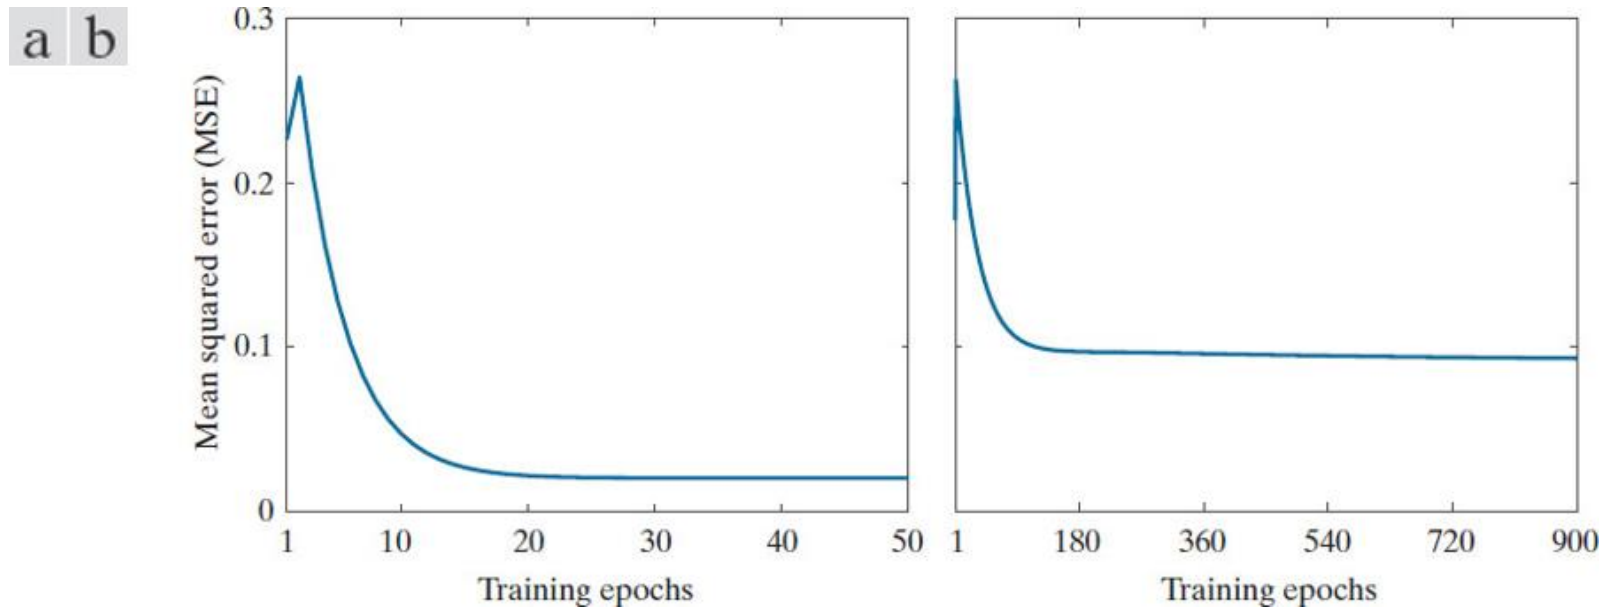 a b
Mean squared error (MSE)
0.3
0.2
0.1
0
1 10 20 30 40 50
Training epochs
1 180 360 540 720 900
Training epochs